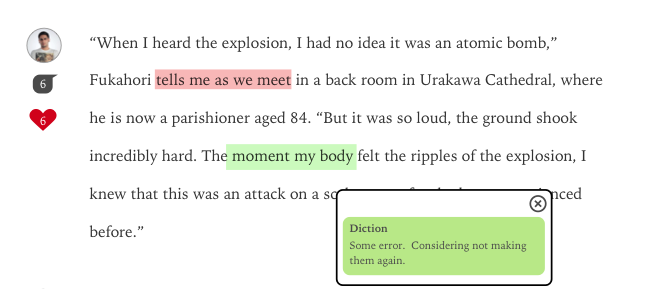 “When I heard the explosion, I had no idea it was an atomic bomb,”
6
Fukahori tells me as we meet in a back room in Urakawa Cathedral, where
6
he is now a parishioner aged 84. “But it was so loud, the ground shook
incredibly hard. The moment my body felt the ripples of the explosion, I
knew that this was an attack on a
before.”
Diction
Some error. Considering not making
them again.